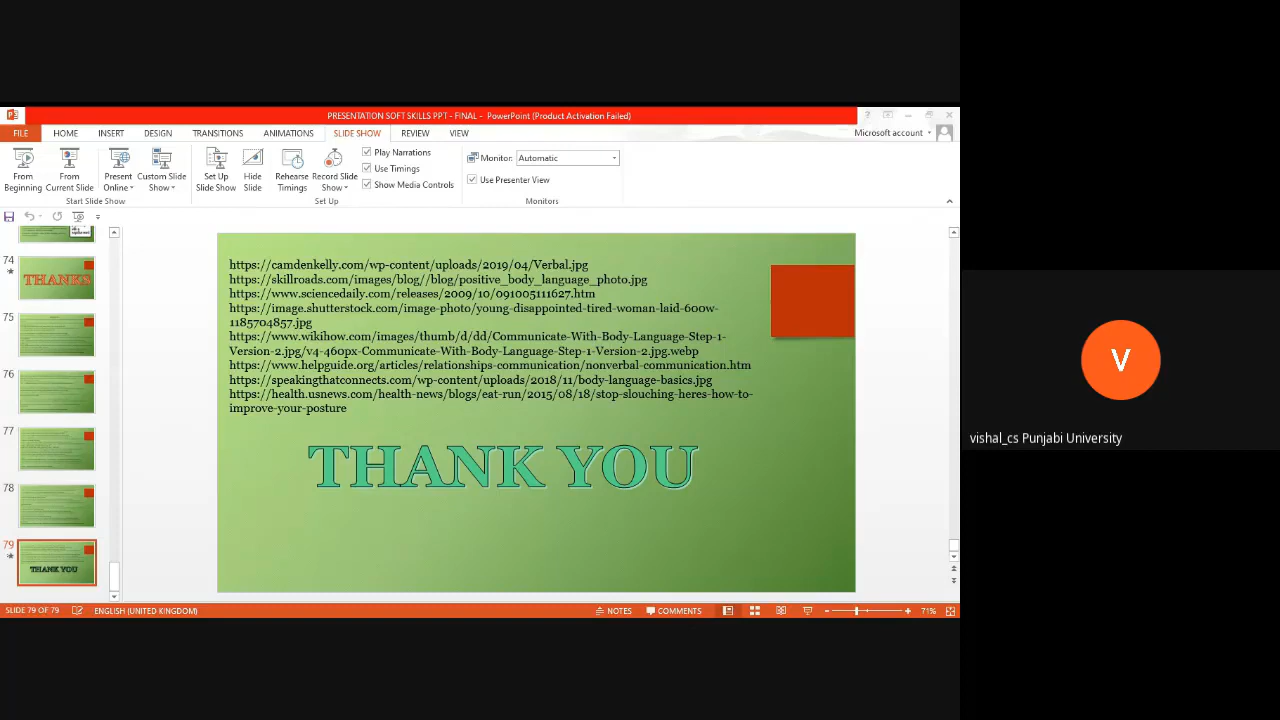 PRESENTATION SOFT SKILLS PPT - FINAL - PowerPoint (Product Activation Failed)
FILE HOME INSERT DESIGN TRANSITIONS ANIMATIONS SLIDE SHOW REVIEW VIEW
Microsoft account
From Beginning
From Current Slide
Present Online
Custom Slide Show
Set Up Slide Show
Hide Slide
Rehearse Timings
Record Slide Show
Play Narrations
Use Timings
Show Media Controls
Monitor: Automatic
Use Presenter View
Start Slide Show
Set Up
Monitors
74
THANKS
75
76
77
78
79
THANK YOU
https://camdenkelly.com/wp-content/uploads/2019/04/Verbal.jpg
https://skillroads.com/images/blog//blog/positive_body_language_photo.jpg
https://www.sciencedaily.com/releases/2009/10/091005111627.htm
https://image.shutterstock.com/image-photo/young-disappointed-tired-woman-laid-600w-
1185704857.jpg
https://www.wikihow.com/images/thumb/d/dd/Communicate-With-Body-Language-Step-1-
Version-2.jpg/v4-460px-Communicate-With-Body-Language-Step-1-Version-2.jpg.webp
https://www.helpguide.org/articles/relationships-communication/nonverbal-communication.htm
https://speakingthatconnects.com/wp-content/uploads/2018/11/body-language-basics.jpg
https://health.usnews.com/health-news/blogs/eat-run/2015/08/18/stop-slouching-heres-how-to-
improve-your-posture
THANK YOU
SLIDE 79 OF 79 ENGLISH (UNITED KINGDOM) NOTES COMMENTS 71%
V
vishal_cs Punjabi University